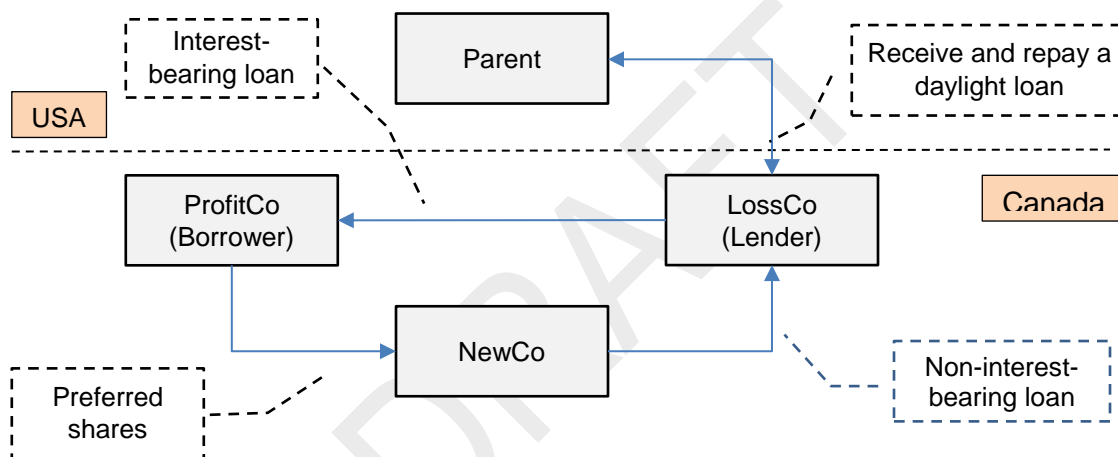 Interest-
bearing loan
Parent
Receive and repay a
daylight loan
USA
ProfitCo
(Borrower)
LossCo
(Lender)
Canada
NewCo
Preferred
shares
Non-interest-
bearing loan
DRAFT